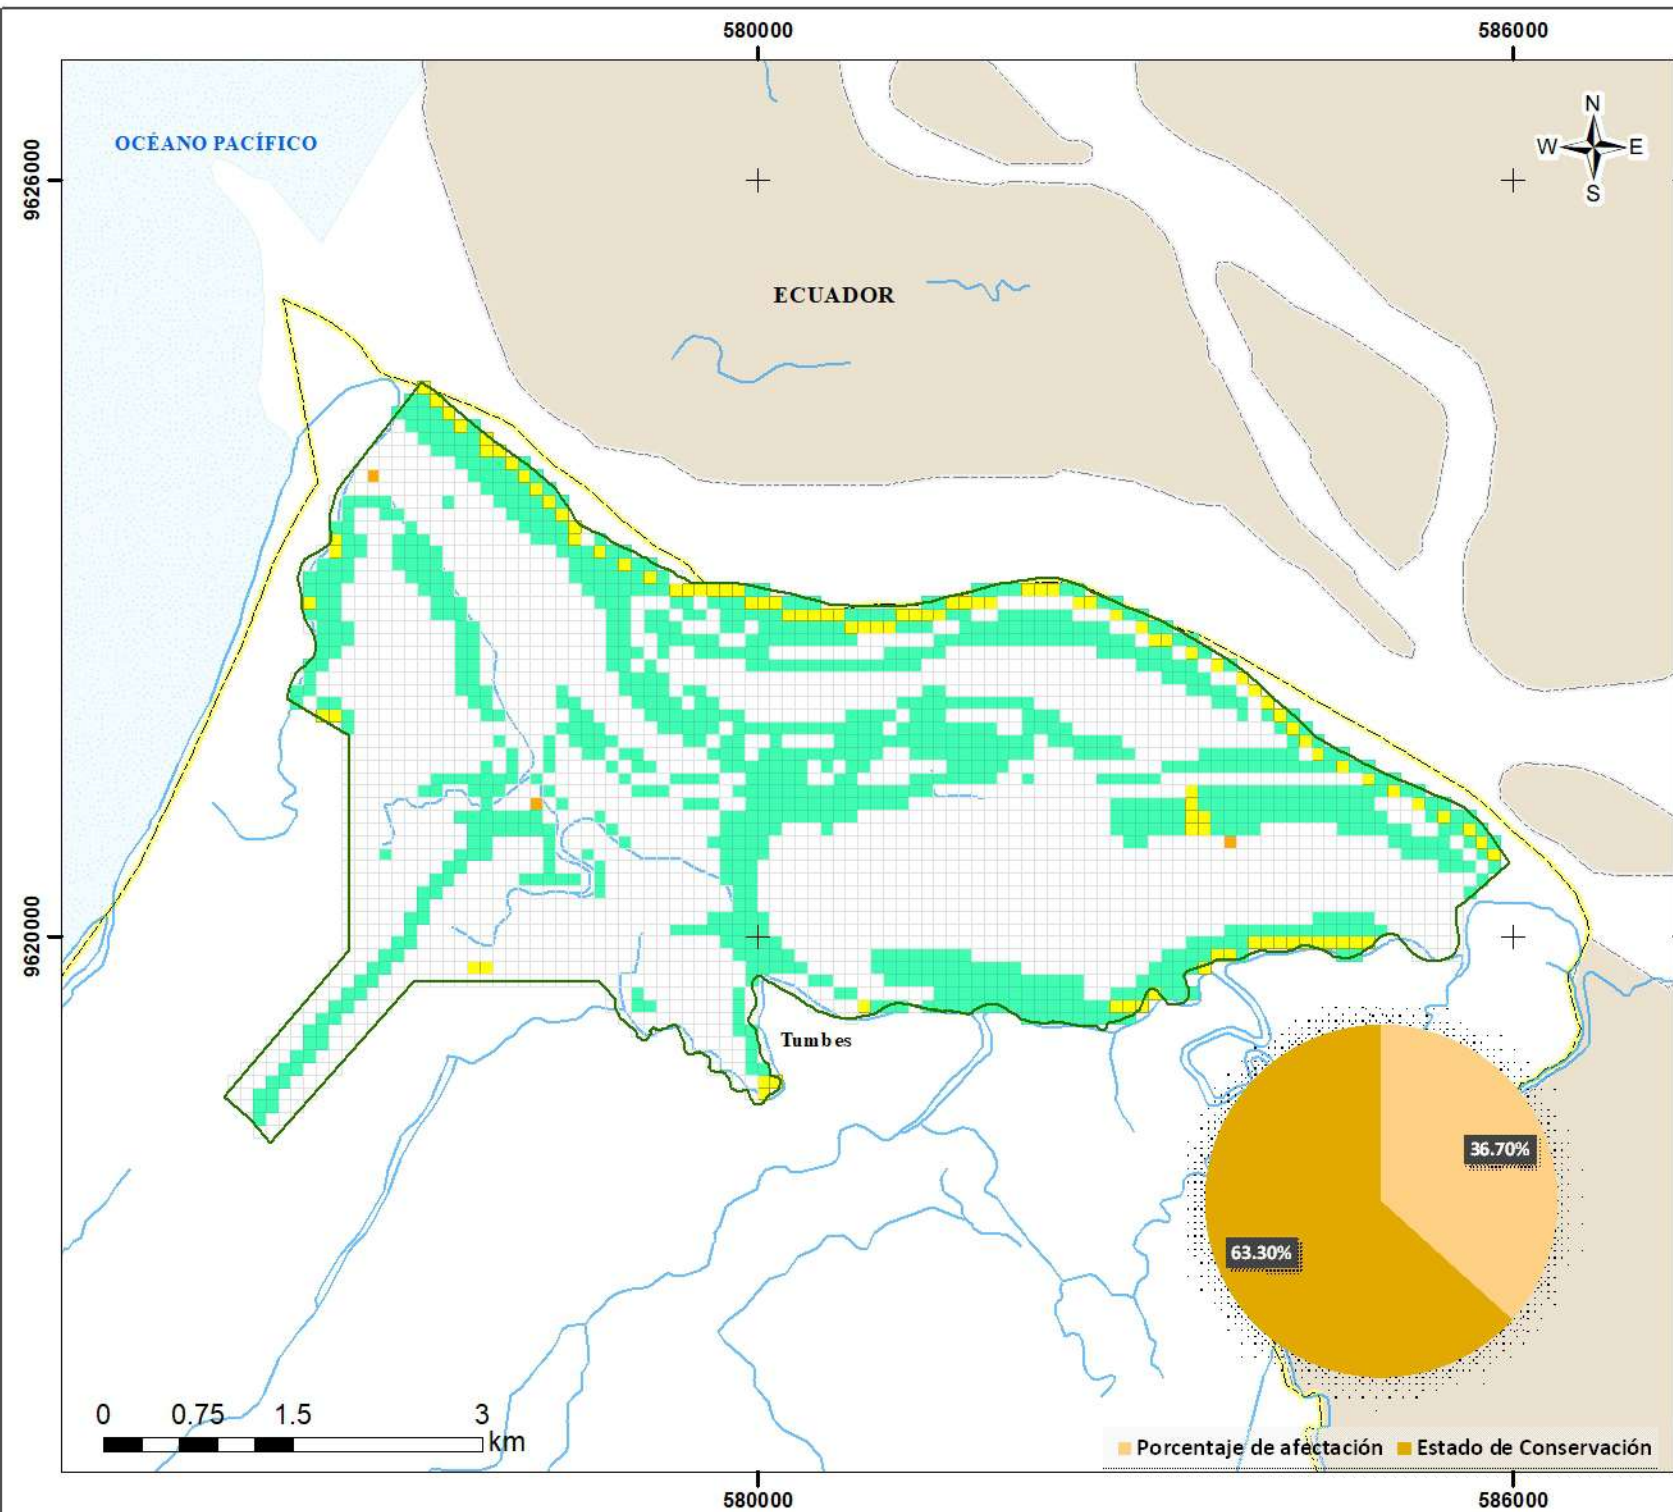 580000 586000
9626000
OCÉANO PACÍFICO
N
W E
S
ECUADOR
9620000
Tumbes
36.70%
63.30%
0 0.75 1.5 3
km
Porcentaje de afectación Estado de Conservación
580000 586000